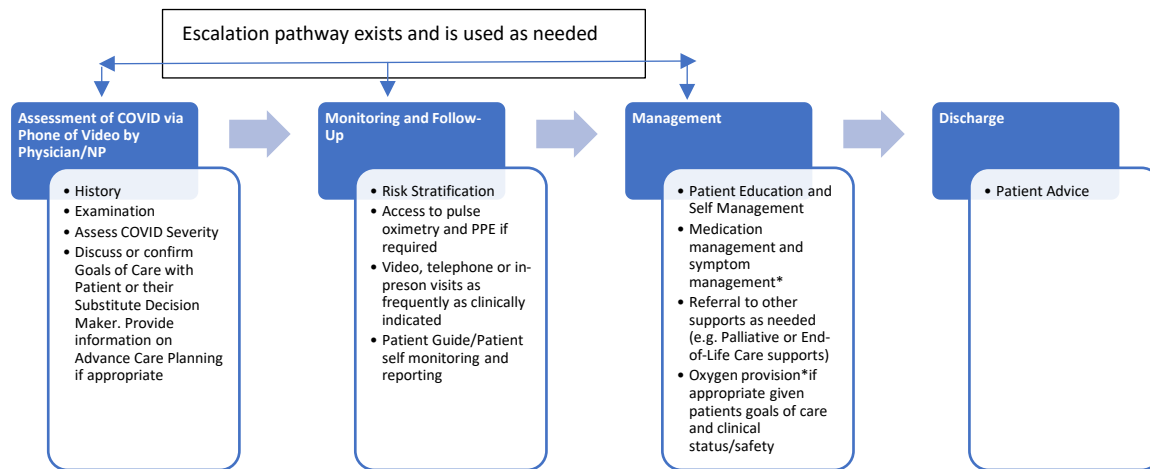 Escalation pathway exists and is used as needed
Assessment of COVID via
Phone of Video by
Physician/NP
• History
• Examination
• Assess COVID Severity
• Discuss or confirm
Goals of Care with
Patient or their
Substitute Decision
Maker. Provide
information on
Advance Care Planning
if appropriate
Monitoring and Follow-
Up
• Risk Stratification
• Access to pulse
oximetry and PPE if
required
• Video, telephone or in-
preson visits as
frequently as clinically
indicated
• Patient Guide/Patient
self monitoring and
reporting
Management
• Patient Education and
Self Management
• Medication
management and
symptom
management*
• Referral to other
supports as needed
(e.g. Palliative or End-
of-Life Care supports)
• Oxygen provision*if
appropriate given
patients goals of care
and clinical
status/safety
Discharge
• Patient Advice